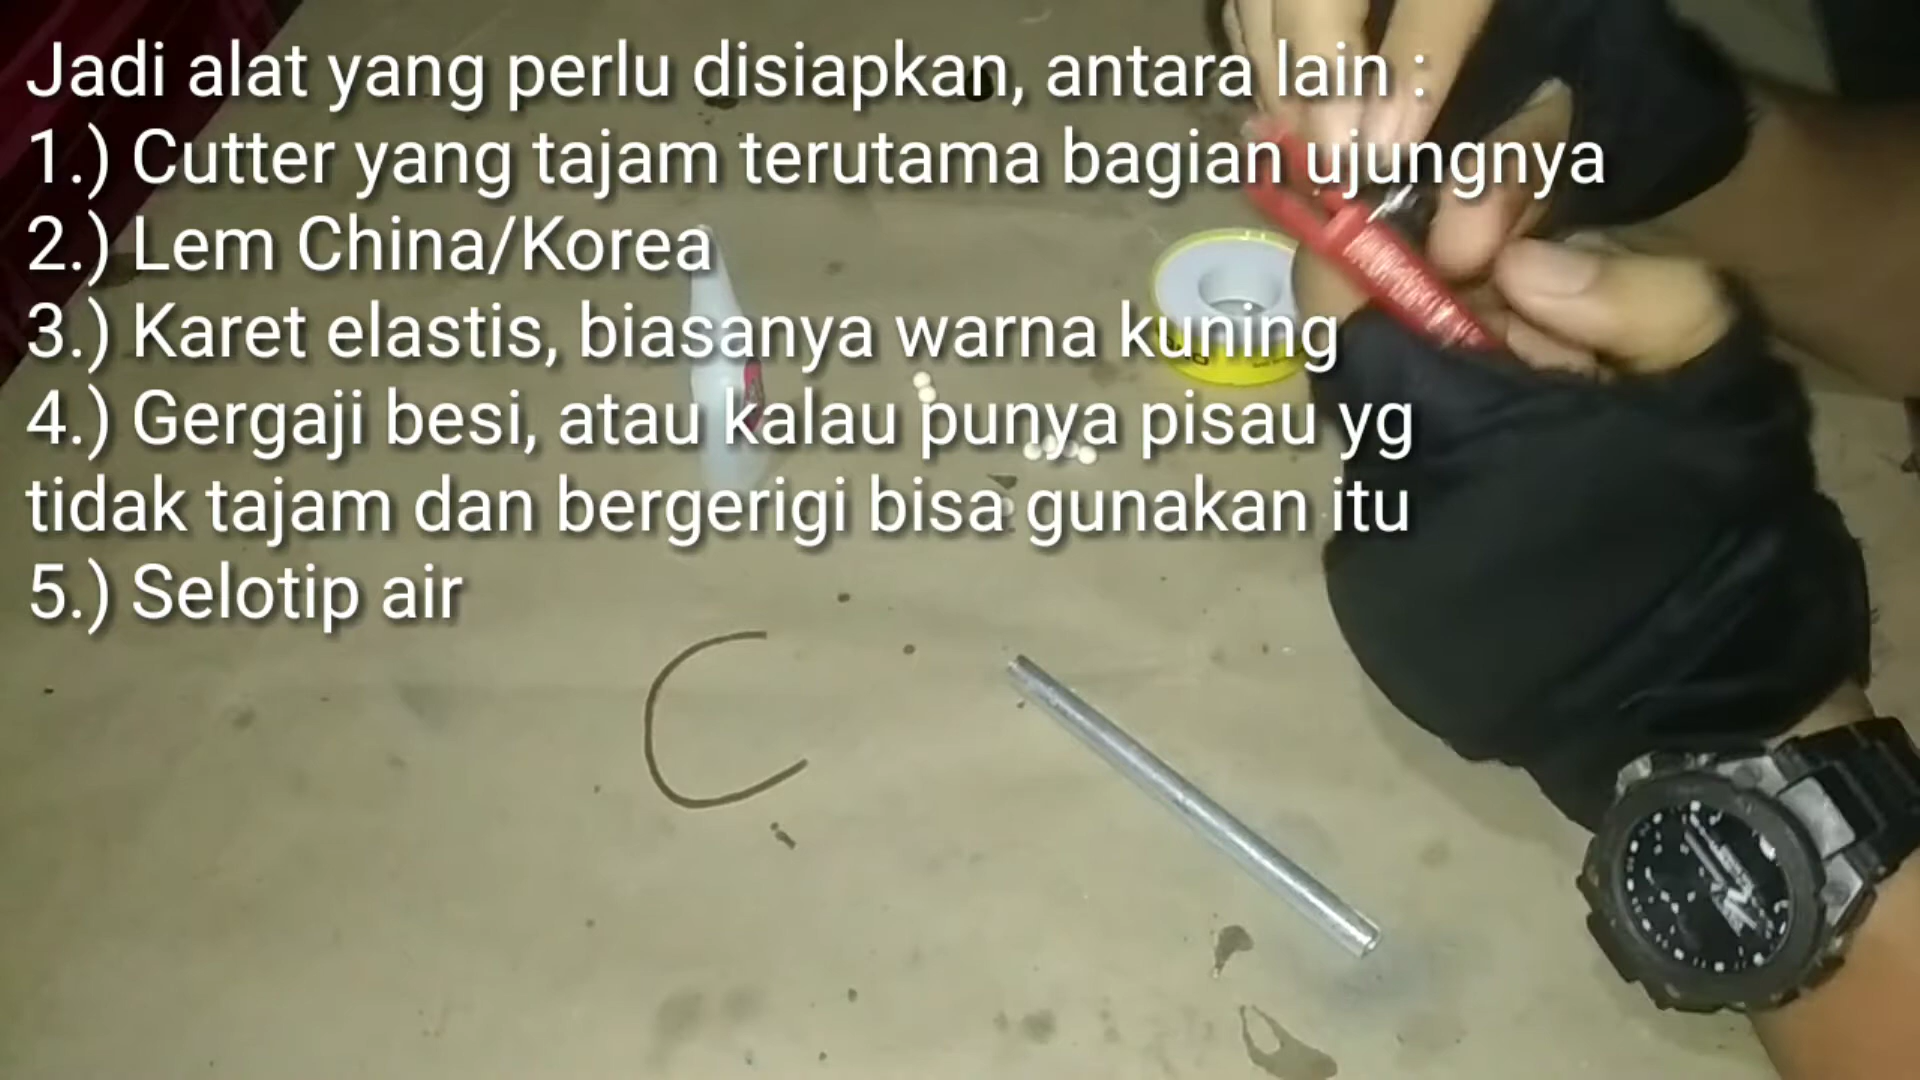 Jadi alat yang perlu disiapkan, antara lain :
1.) Cutter yang tajam terutama bagian ujungnya
2.) Lem China/Korea
3.) Karet elastis, biasanya warna kuning
4.) Gergaji besi, atau kalau punya pisau yg
tidak tajam dan bergerigi bisa gunakan itu
5.) Selotip air